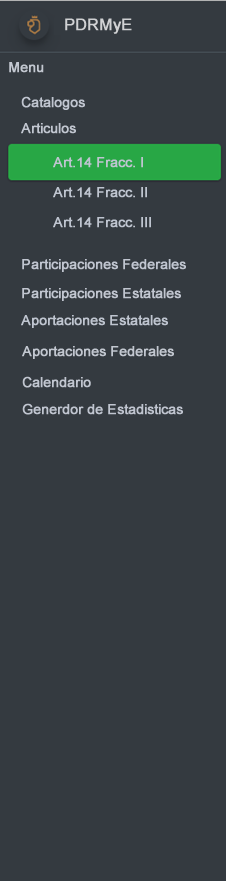 PDRMyE
Menu
Catalogos
Articulos
Art.14 Fracc. I
Art.14 Fracc. II
Art.14 Fracc. III
Participaciones Federales
Participaciones Estatales
Aportaciones Estatales
Aportaciones Federales
Calendario
Generdor de Estadisticas